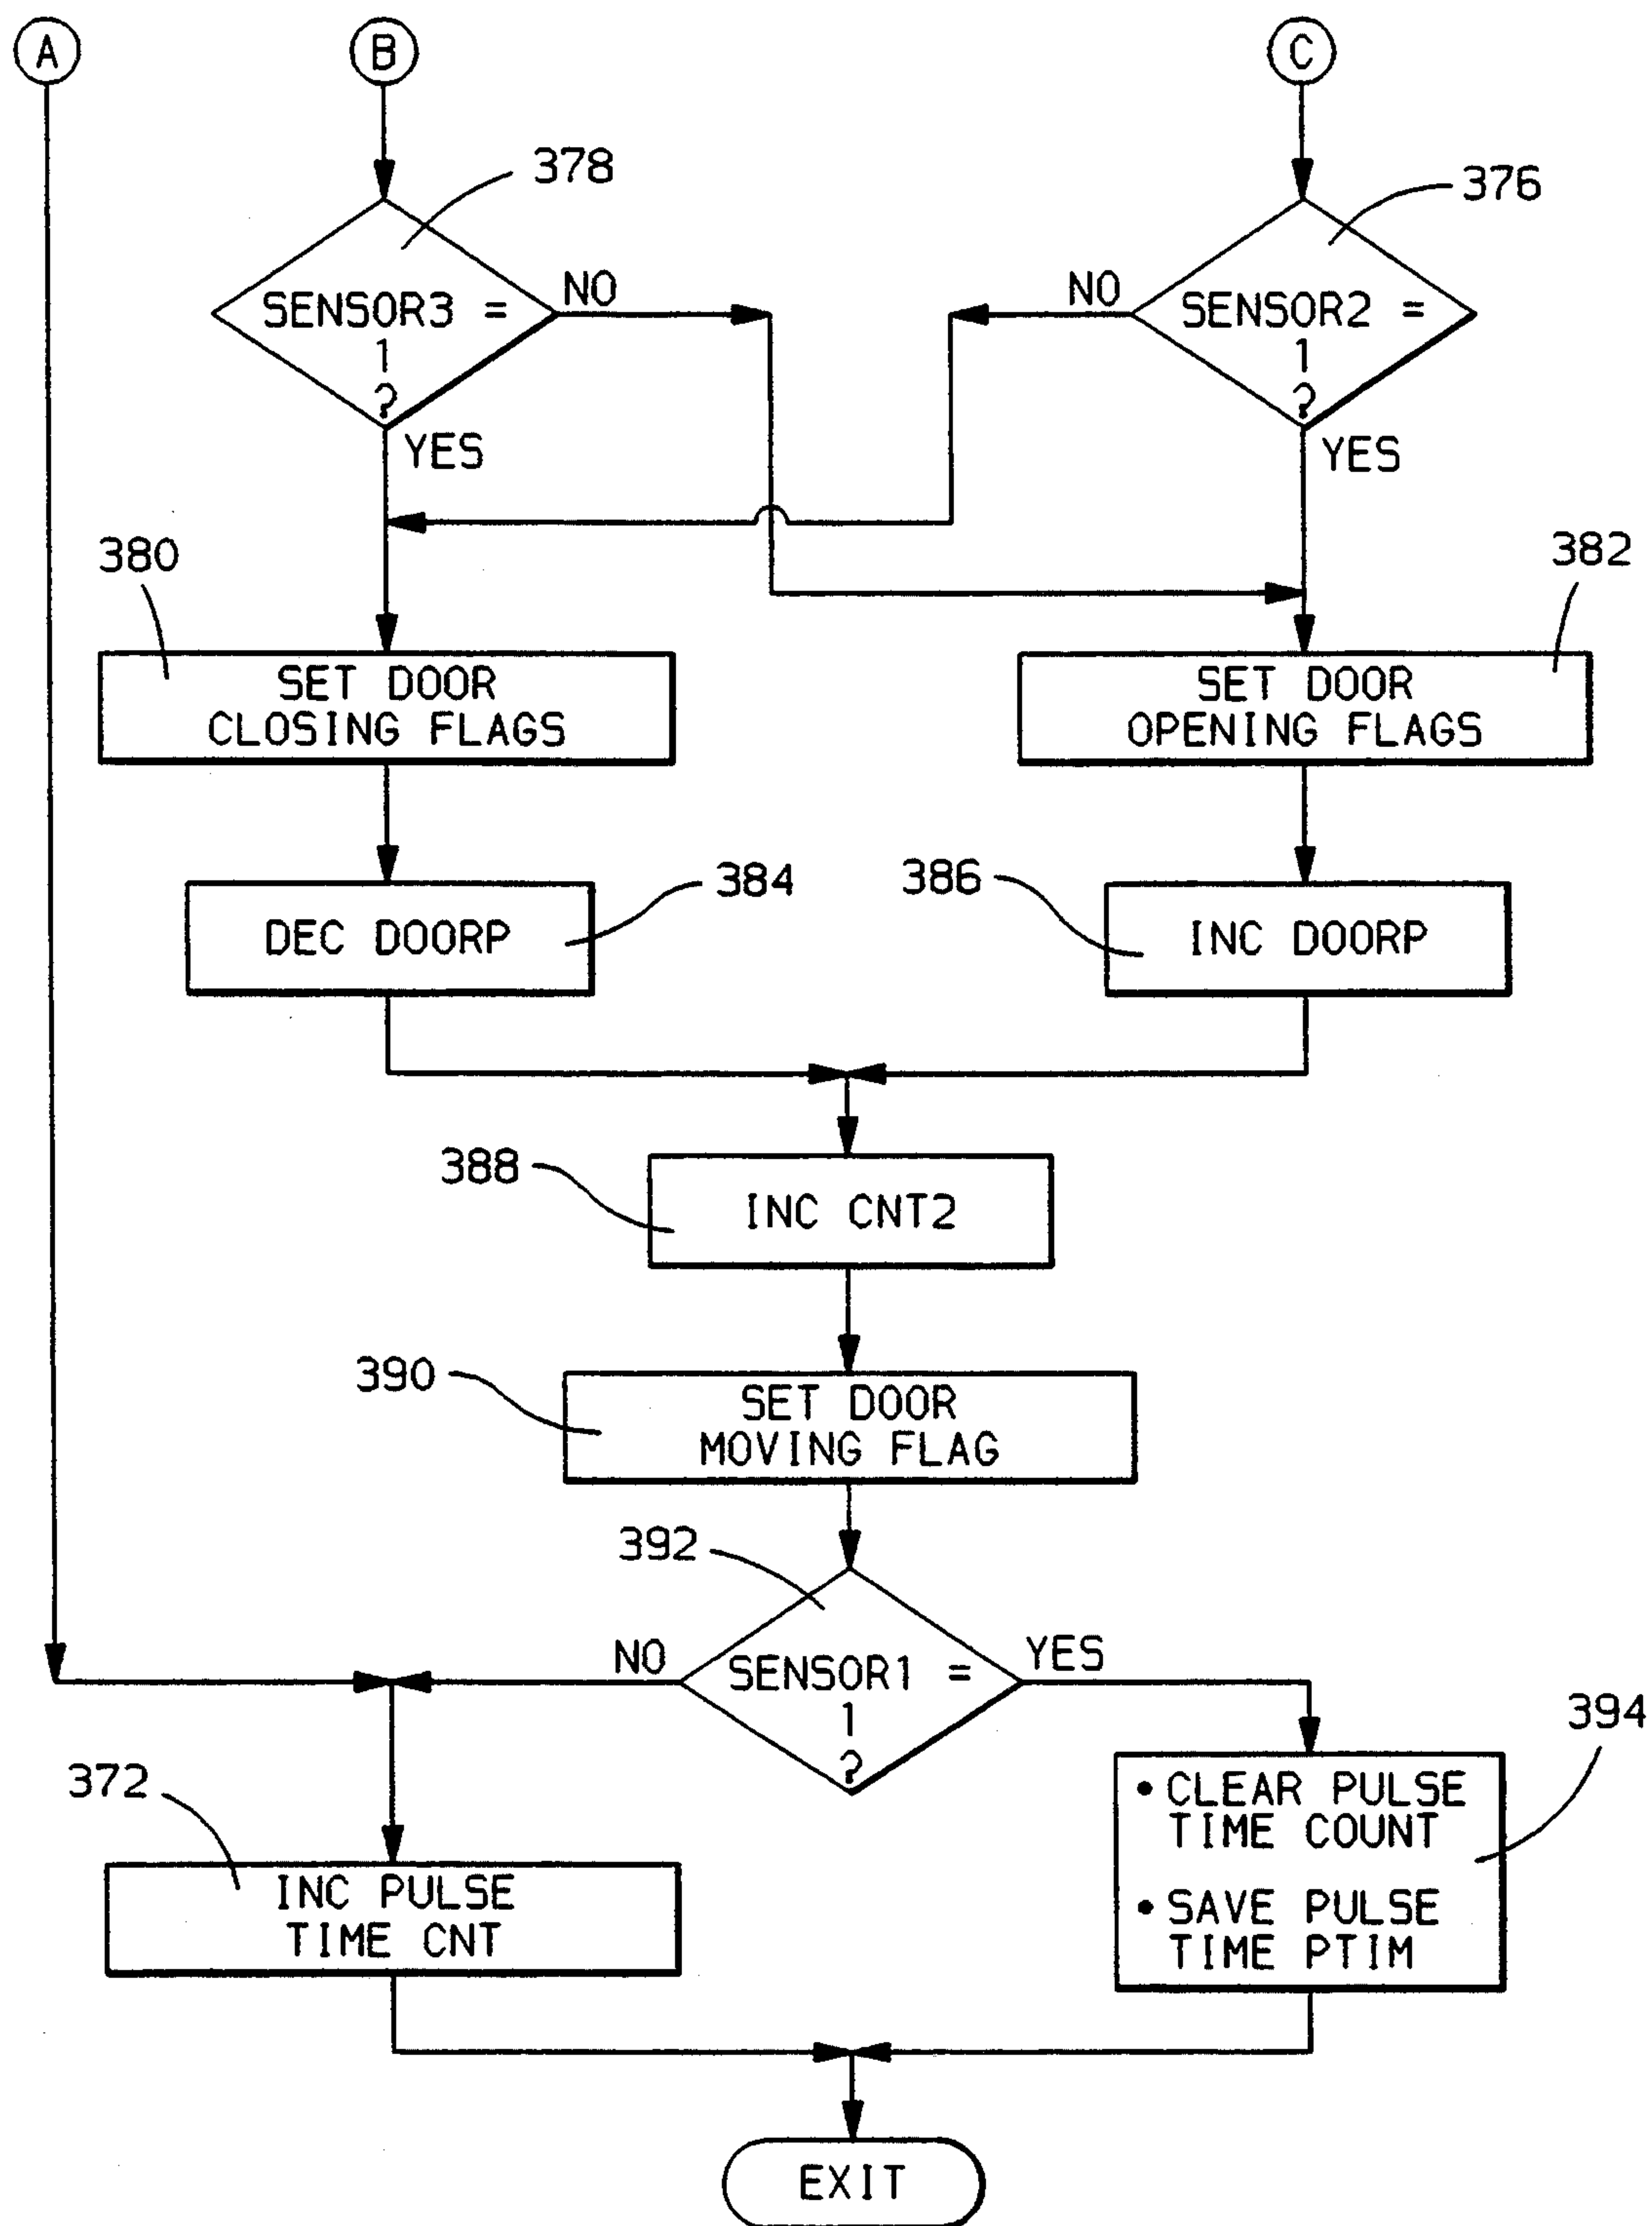 A
B
C
378
376
SENSOR3 =
1
?
NO
YES
NO
SENSOR2 =
1
?
YES
380
382
SET DOOR
CLOSING FLAGS
SET DOOR
OPENING FLAGS
384
386
DEC DOORP
INC DOORP
388
INC CNT2
390
SET DOOR
MOVING FLAG
392
NO
SENSOR1 =
1
?
YES
394
372
INC PULSE
TIME CNT
• CLEAR PULSE
TIME COUNT
• SAVE PULSE
TIME PTIM
EXIT